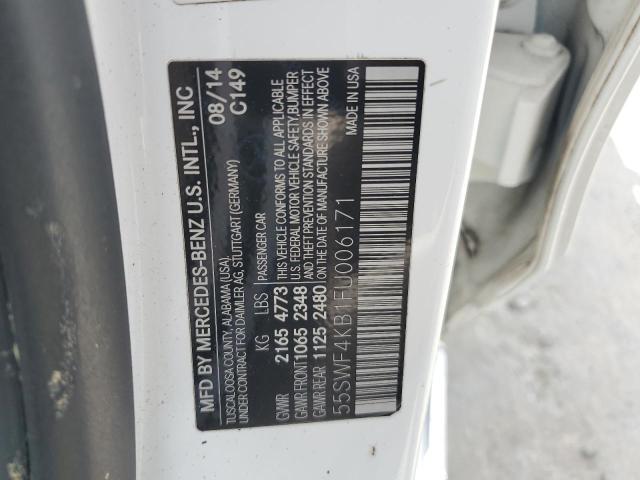 MFD BY MERCEDES-BENZ U.S. INTL., INC
08/14
TUSCALOOSA COUNTY, ALABAMA (USA),
C149
UNDER CONTRACT FOR DAIMLER AG, STUTTGART (GERMANY)
KG LBS PASSENGER CAR
GVWR 2165 4773 THIS VEHICLE CONFORMS TO ALL APPLICABLE
GAWR FRONT 1065 2348 U.S. FEDERAL MOTOR VEHICLE SAFETY, BUMPER
GAWR REAR 1125 2480 AND THEFT PREVENTION STANDARDS IN EFFECT
ON THE DATE OF MANUFACTURE SHOWN ABOVE
55SWF4KB1FU006171
MADE IN USA